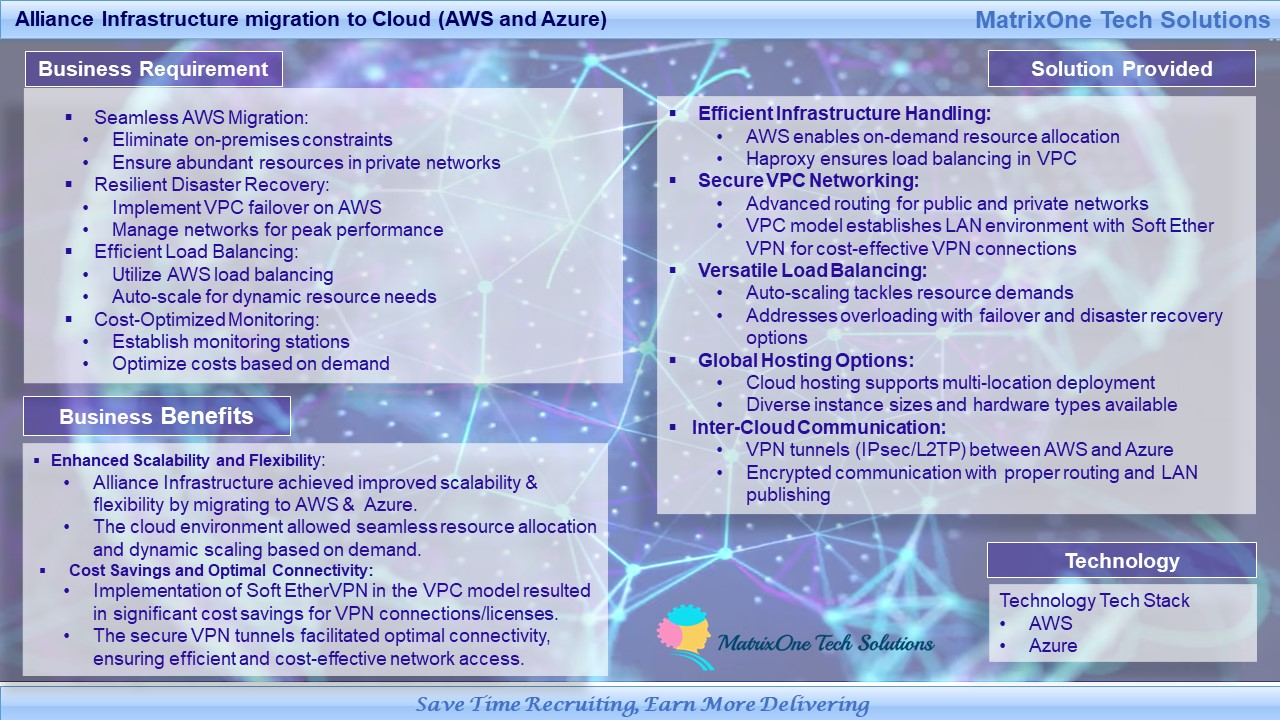 Alliance Infrastructure migration to Cloud (AWS and Azure)
MatrixOne Tech Solutions
Business Requirement
▪ Seamless AWS Migration:
• Eliminate on-premises constraints
• Ensure abundant resources in private networks
▪ Resilient Disaster Recovery:
• Implement VPC failover on AWS
• Manage networks for peak performance
▪ Efficient Load Balancing:
• Utilize AWS load balancing
• Auto-scale for dynamic resource needs
▪ Cost-Optimized Monitoring:
• Establish monitoring stations
• Optimize costs based on demand
Business Benefits
▪ Enhanced Scalability and Flexibility:
• Alliance Infrastructure achieved improved scalability &
flexibility by migrating to AWS & Azure.
• The cloud environment allowed seamless resource allocation
and dynamic scaling based on demand.
▪ Cost Savings and Optimal Connectivity:
• Implementation of Soft EtherVPN in the VPC model resulted
in significant cost savings for VPN connections/licenses.
• The secure VPN tunnels facilitated optimal connectivity,
ensuring efficient and cost-effective network access.
Solution Provided
▪ Efficient Infrastructure Handling:
• AWS enables on-demand resource allocation
• Haproxy ensures load balancing in VPC
▪ Secure VPC Networking:
• Advanced routing for public and private networks
• VPC model establishes LAN environment with Soft Ether
VPN for cost-effective VPN connections
▪ Versatile Load Balancing:
• Auto-scaling tackles resource demands
• Addresses overloading with failover and disaster recovery
options
▪ Global Hosting Options:
• Cloud hosting supports multi-location deployment
• Diverse instance sizes and hardware types available
▪ Inter-Cloud Communication:
• VPN tunnels (IPsec/L2TP) between AWS and Azure
• Encrypted communication with proper routing and LAN
publishing
Technology
Technology Tech Stack
• AWS
• Azure
MatrixOne Tech Solutions
Save Time Recruiting, Earn More Delivering